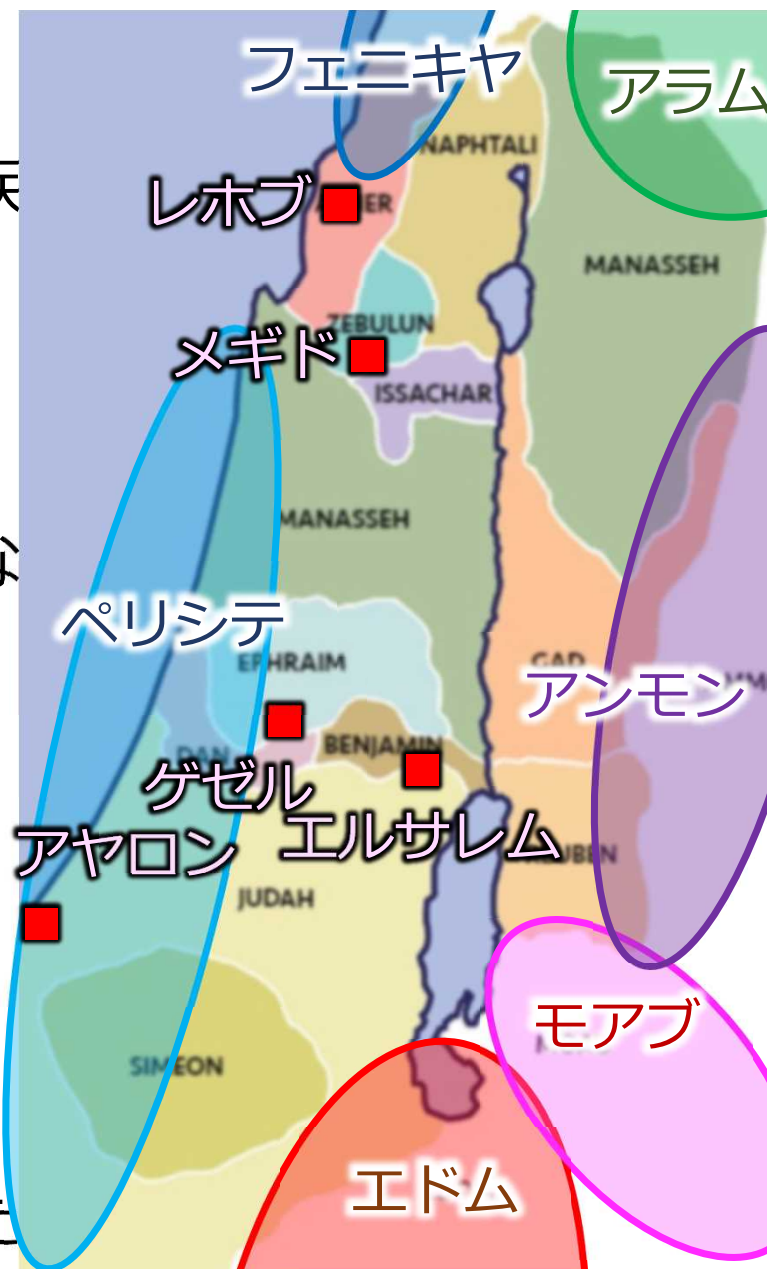 フェニキヤ
アラム
NAPHTALI
レホブ
MANASSEH
ZEBULUN
メギド
ISSACHAR
MANASSEH
な
ペリシテ
EPHRAIM
GAD
アンモン
DAN
BENJAMIN
ゲゼル
エルサレム
アヤロン
JUDAH
モアブ
SIMEON
エドム